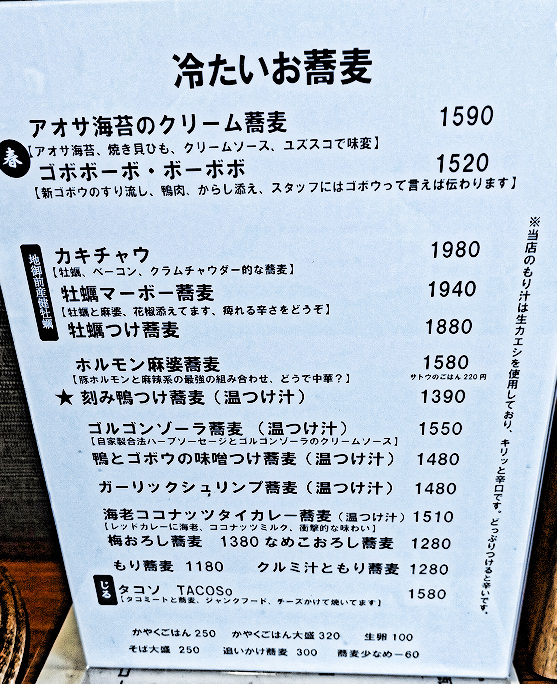 冷たいお蕎麦
春
アオサ海苔のクリーム蕎麦 1590
【アオサ海苔、焼き貝ひも、クリームソース、ユズスコで味変】
ゴボボーボ・ボーボボ 1520
【新ゴボウのすり流し、鴨肉、からし添え、スタッフにはゴボウって言えば伝わります】
地御前産健牡蠣
カキチャウ 1980
【牡蠣、ベーコン、クラムチャウダー的な蕎麦】
牡蠣マーボー蕎麦 1940
【牡蠣と麻婆、花椒添えてます、痺れる辛さをどうぞ】
牡蠣つけ蕎麦 1880
ホルモン麻婆蕎麦 1580
【豚ホルモンと麻辣系の最強の組み合わせ、どうで中華？】 サトウのごはん 220 円
★ 刻み鴨つけ蕎麦（温つけ汁） 1390
ゴルゴンゾーラ蕎麦（温つけ汁） 1550
【自家製合法ハーブソーセージとゴルゴンゾーラのクリームソース】
鴨とゴボウの味噌つけ蕎麦（温つけ汁） 1480
ガーリックシュリンプ蕎麦（温つけ汁） 1480
海老ココナッツタイカレー蕎麦（温つけ汁） 1510
【レッドカレーに海老、ココナッツミルク、衝撃的な味わい】
梅おろし蕎麦 1380 なめこおろし蕎麦 1280
もり蕎麦 1180 クルミ汁ともり蕎麦 1280
じる
タコソ TACOSo 1580
【タコミートと蕎麦、ジャンクフード、チーズかけて焼いてます】
かやくごはん 250 かやくごはん大盛 320 生卵 100
そば大盛 250 追いかけ蕎麦 300 蕎麦少なめ－60
※当店のもり汁は生カエシを使用しており、キリッと辛口です。どっぷりつけると辛いです。